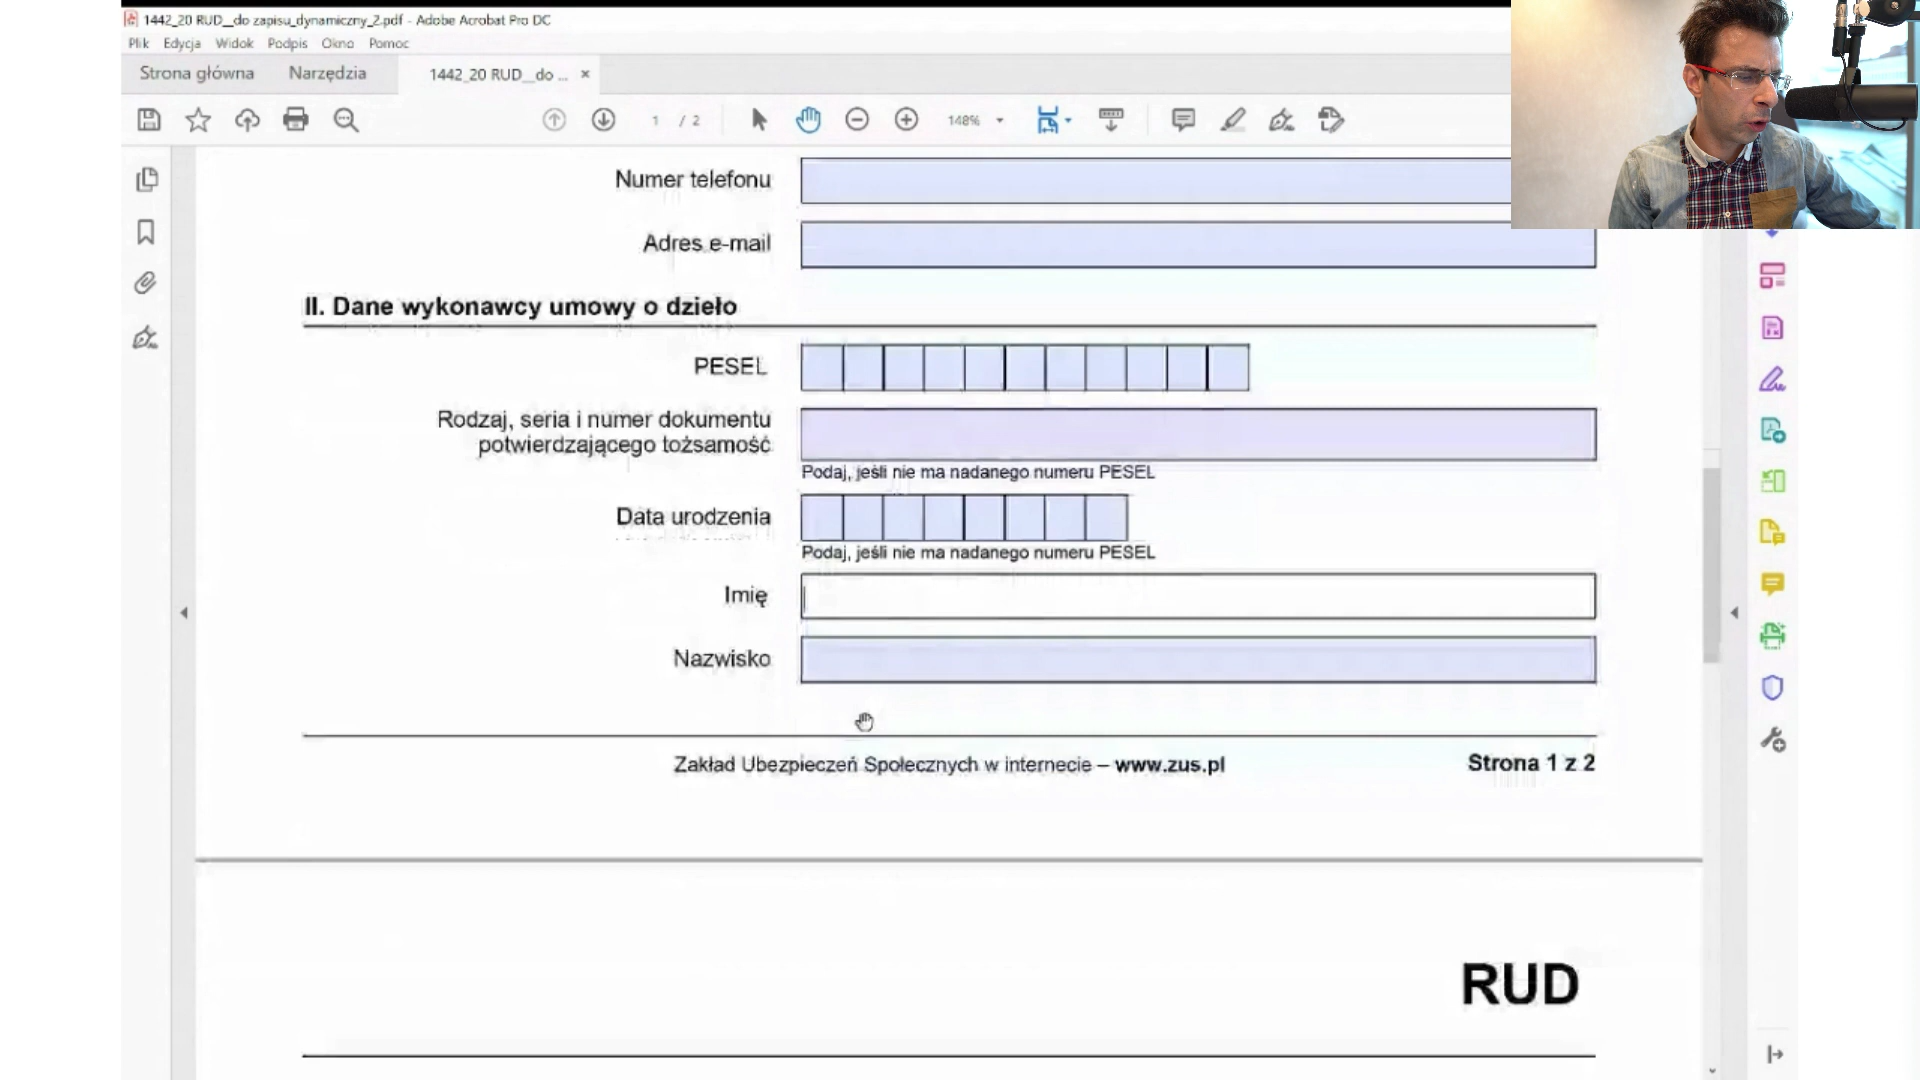 1442_20 RUD__do zapisu_dynamiczny_2.pdf - Adobe Acrobat Pro DC
Plik Edycja Widok Podpis Okno Pomoc
Strona główna Narzędzia 1442_20 RUD__do ... ×
1 / 2 148%
Numer telefonu
Adres e-mail
II. Dane wykonawcy umowy o dzieło
PESEL
Rodzaj, seria i numer dokumentu
potwierdzającego tożsamość
Podaj, jeśli nie ma nadanego numeru PESEL
Data urodzenia
Podaj, jeśli nie ma nadanego numeru PESEL
Imię
Nazwisko
Zakład Ubezpieczeń Społecznych w internecie – www.zus.pl Strona 1 z 2
RUD